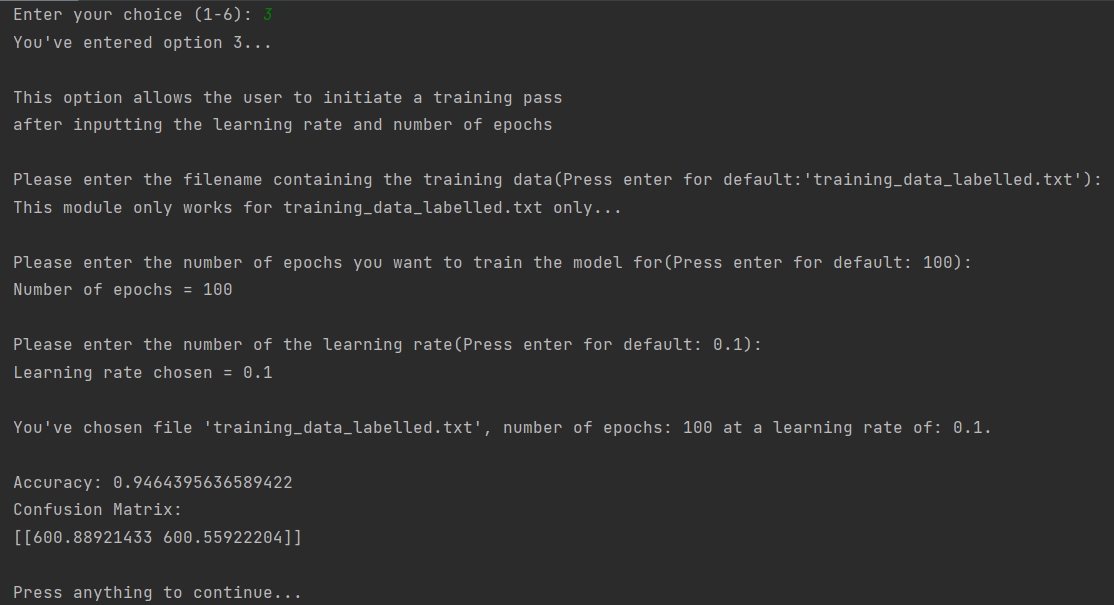 Enter your choice (1-6): 3
You've entered option 3...
This option allows the user to initiate a training pass
after inputting the learning rate and number of epochs
Please enter the filename containing the training data(Press enter for default:'training_data_labelled.txt'):
This module only works for training_data_labelled.txt only...
Please enter the number of epochs you want to train the model for(Press enter for default: 100):
Number of epochs = 100
Please enter the number of the learning rate(Press enter for default: 0.1):
Learning rate chosen = 0.1
You've chosen file 'training_data_labelled.txt', number of epochs: 100 at a learning rate of: 0.1.
Accuracy: 0.9464395636589422
Confusion Matrix:
[[600.88921433 600.55922204]]
Press anything to continue...